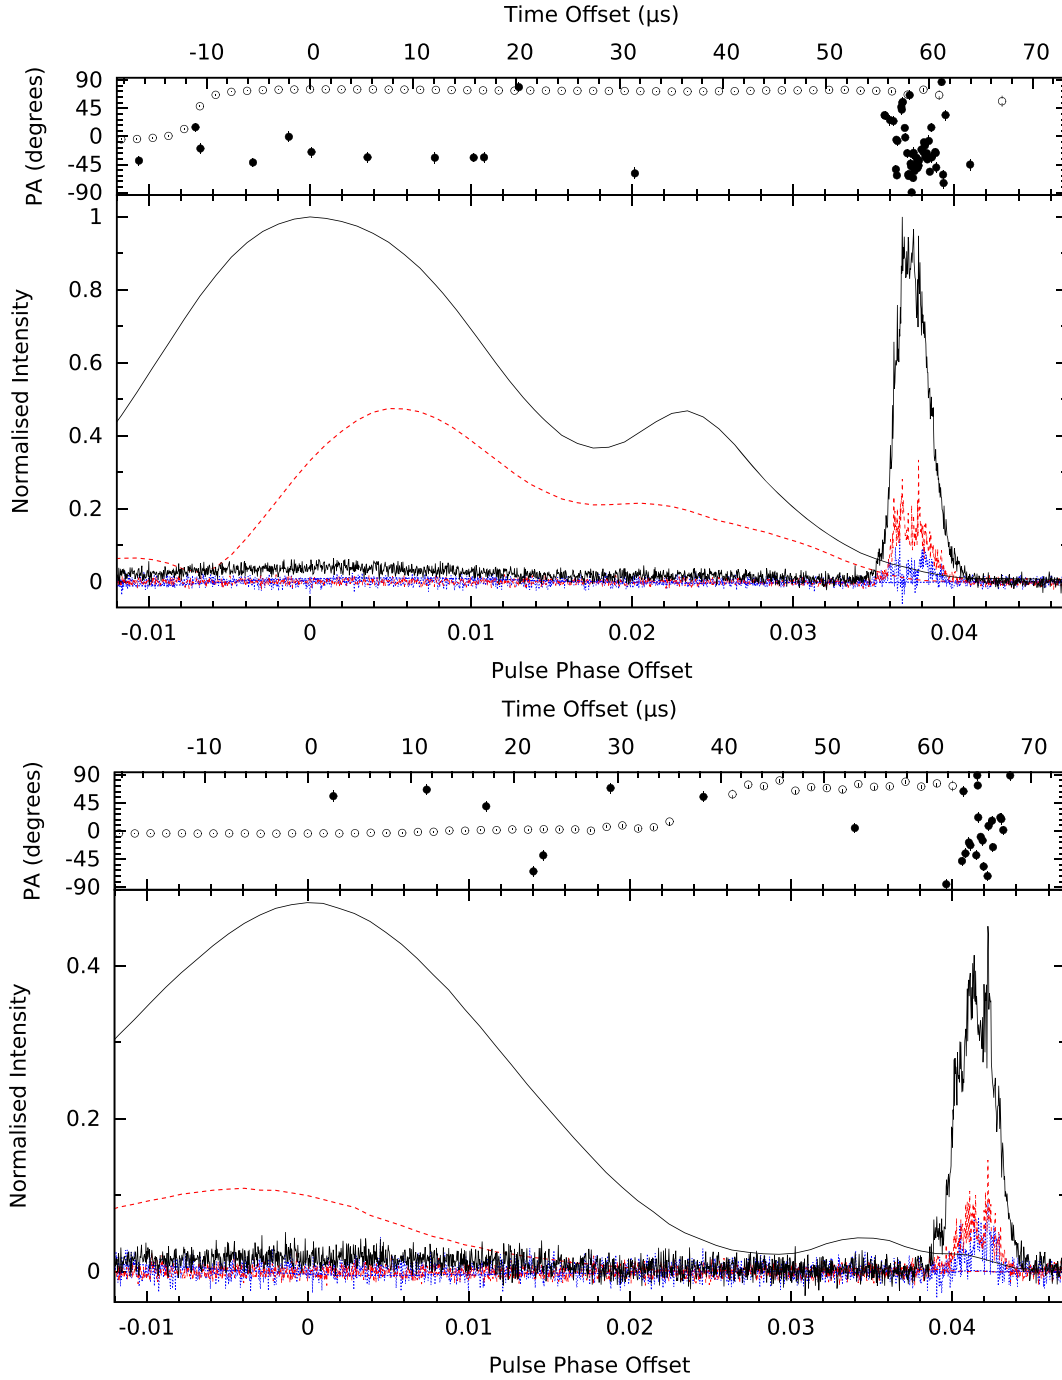 Time Offset (μs)
-10 0 10 20 30 40 50 60 70
PA (degrees)
90
45
0
-45
-90
Normalised Intensity
1
0.8
0.6
0.4
0.2
0
-0.01 0 0.01 0.02 0.03 0.04
Pulse Phase Offset
Time Offset (μs)
-10 0 10 20 30 40 50 60 70
PA (degrees)
90
45
0
-45
-90
Normalised Intensity
0.4
0.2
0
-0.01 0 0.01 0.02 0.03 0.04
Pulse Phase Offset